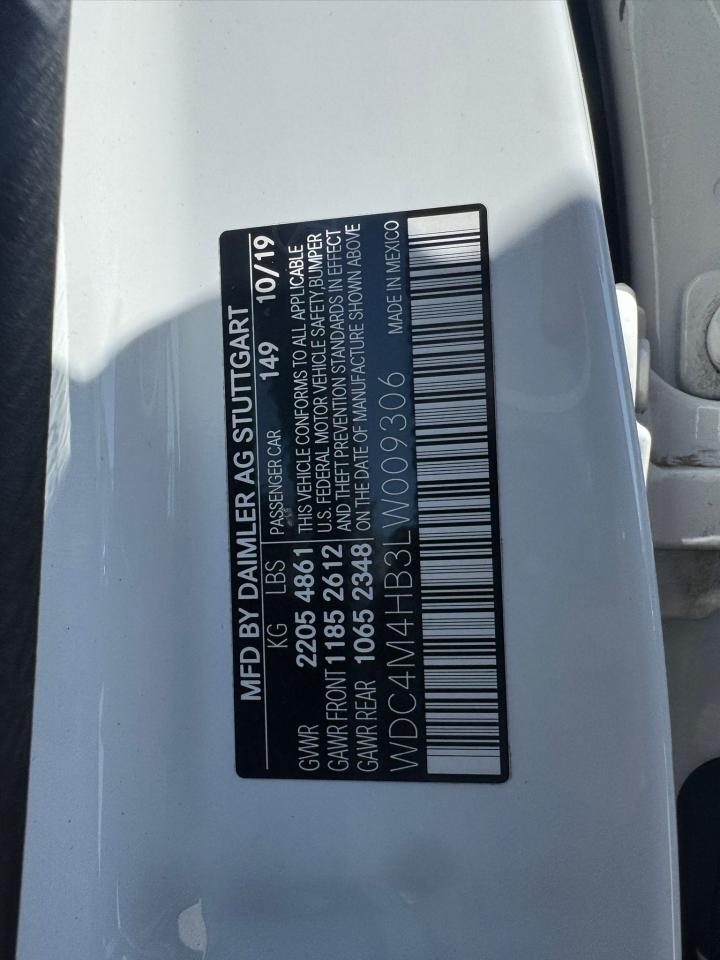 MFD BY DAIMLER AG STUTTGART
KG LBS PASSENGER CAR 149 10/19
GVWR 2205 4861
GAWR FRONT 1185 2612
GAWR REAR 1065 2348
THIS VEHICLE CONFORMS TO ALL APPLICABLE
U.S. FEDERAL MOTOR VEHICLE SAFETY,BUMPER
AND THEFT PREVENTION STANDARDS IN EFFECT
ON THE DATE OF MANUFACTURE SHOWN ABOVE
WDC4M4HB3LW009306 MADE IN MEXICO